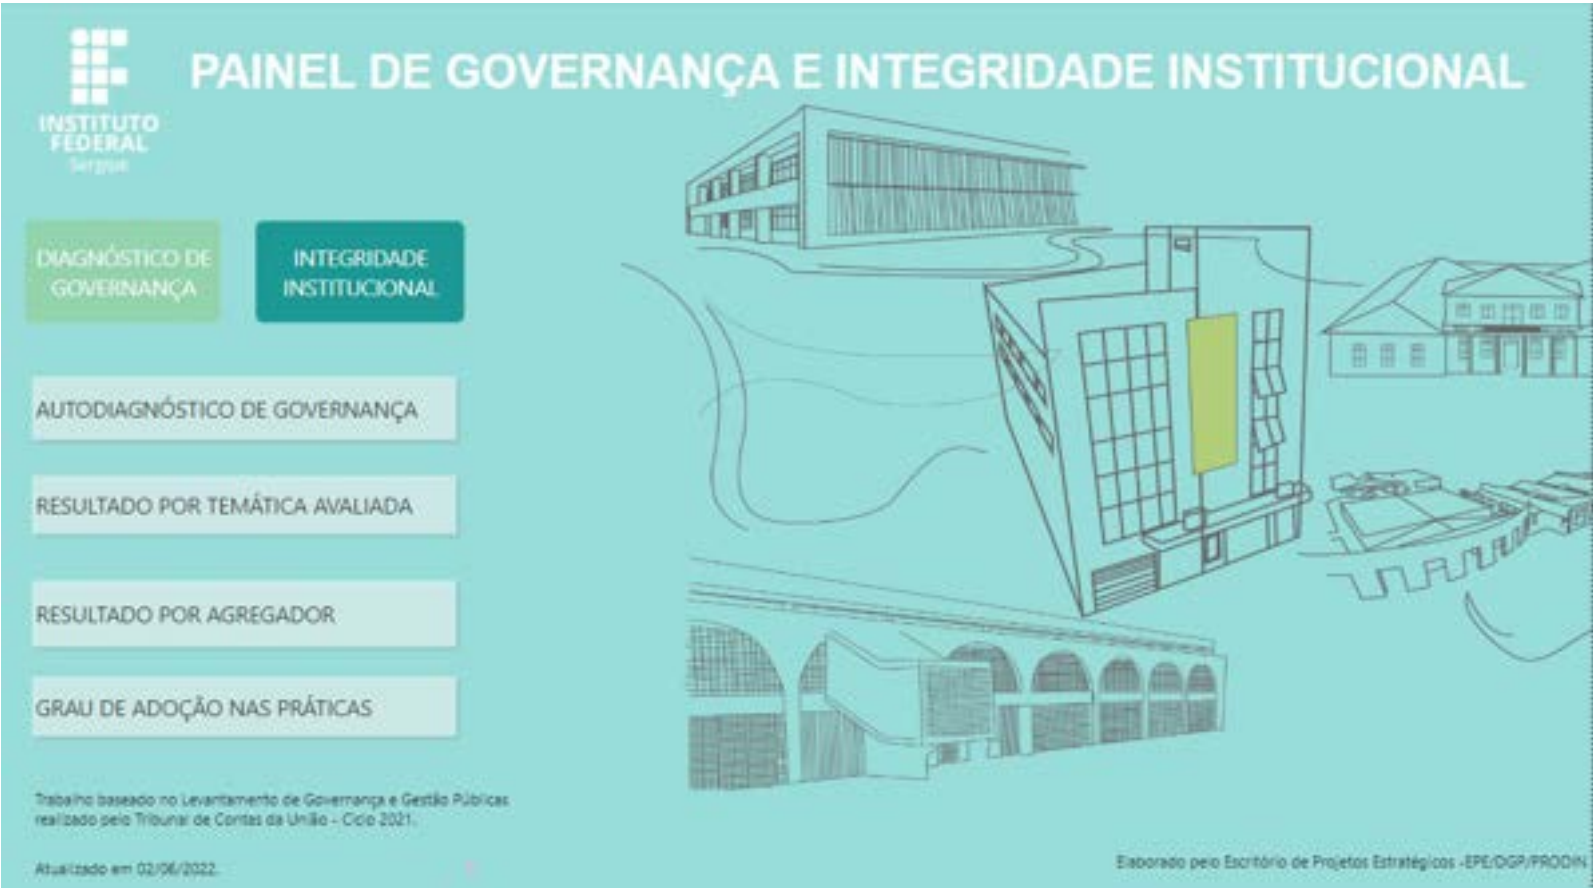 PAINEL DE GOVERNANÇA E INTEGRIDADE INSTITUCIONAL
INSTITUTO
FEDERAL
Sergipe
DIAGNÓSTICO DE
GOVERNANÇA
INTEGRIDADE
INSTITUCIONAL
AUTODIAGNÓSTICO DE GOVERNANÇA
RESULTADO POR TEMÁTICA AVALIADA
RESULTADO POR AGREGADOR
GRAU DE ADOÇÃO NAS PRÁTICAS
Trabalho baseado no Levantamento de Governança e Gestão Públicas
realizado pelo Tribunal de Contas da União - Ciclo 2021.
Atualizado em 02/06/2022.
Elaborado pelo Escritório de Projetos Estratégicos -EPE/DGP/PRODIN